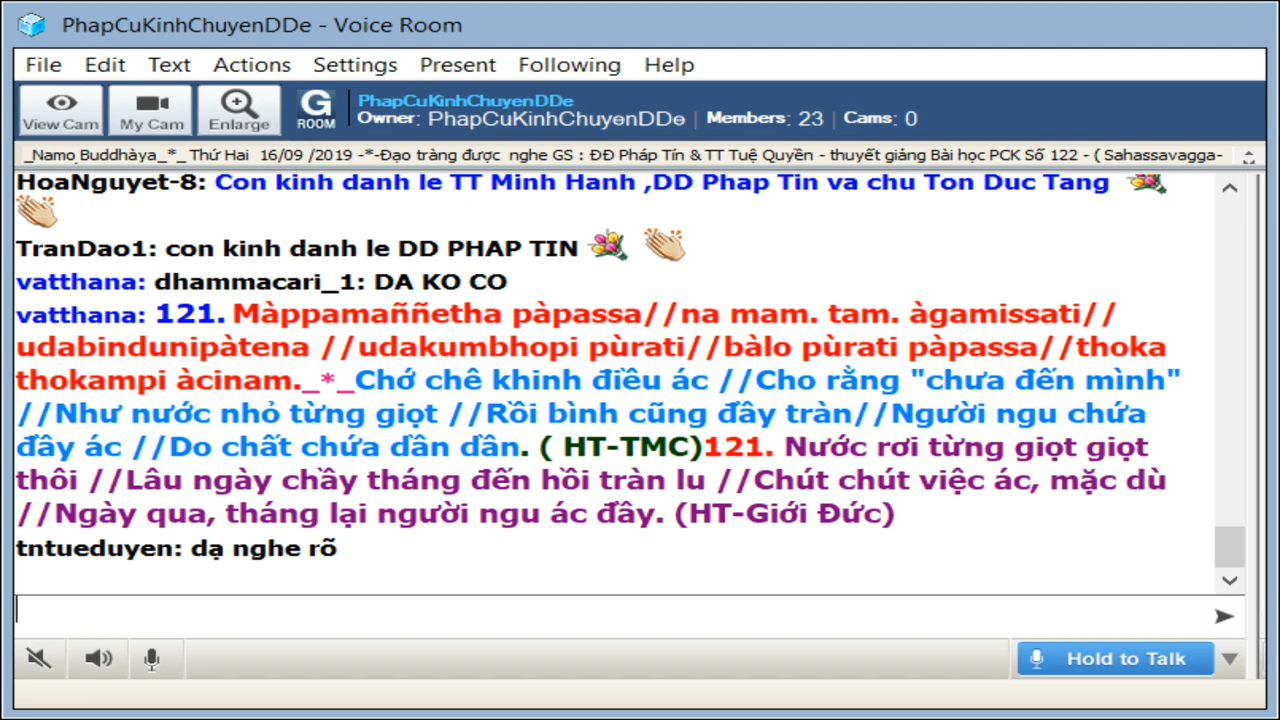 PhapCuKinhChuyenDDe - Voice Room
File Edit Text Actions Settings Present Following Help
View Cam My Cam Enlarge G ROOM PhapCuKinhChuyenDDe
Owner: PhapCuKinhChuyenDDe | Members: 23 | Cams: 0
_Namo Buddhàya_*_ Thứ Hai 16/09 /2019 -*-Đạo tràng được nghe GS : ĐĐ Pháp Tín & TT Tuệ Quyền - thuyết giảng Bài học PCK Số 122 - ( Sahassavagga-
HoaNguyet-8: Con kinh danh le TT Minh Hanh ,DD Phap Tin va chu Ton Duc Tang
TranDao1: con kinh danh le DD PHAP TIN
vatthana: dhammacari_1: DA KO CO
vatthana: 121. Màppamaññetha pàpassa//na mam. tam. àgamissati//
udabindunipàtena //udakumbhopi pùrati//bàlo pùrati pàpassa//thoka
thokampi àcinam._*_Chớ chê khinh điều ác //Cho rằng "chưa đến mình"
//Như nước nhỏ từng giọt //Rồi bình cũng đầy tràn//Người ngu chứa
đầy ác //Do chất chứa dần dần. ( HT-TMC)121. Nước rơi từng giọt giọt
thôi //Lâu ngày chầy tháng đến hồi tràn lu //Chút chút việc ác, mặc dù
//Ngày qua, tháng lại người ngu ác đầy. (HT-Giới Đức)
tntueduyen: dạ nghe rõ
Hold to Talk